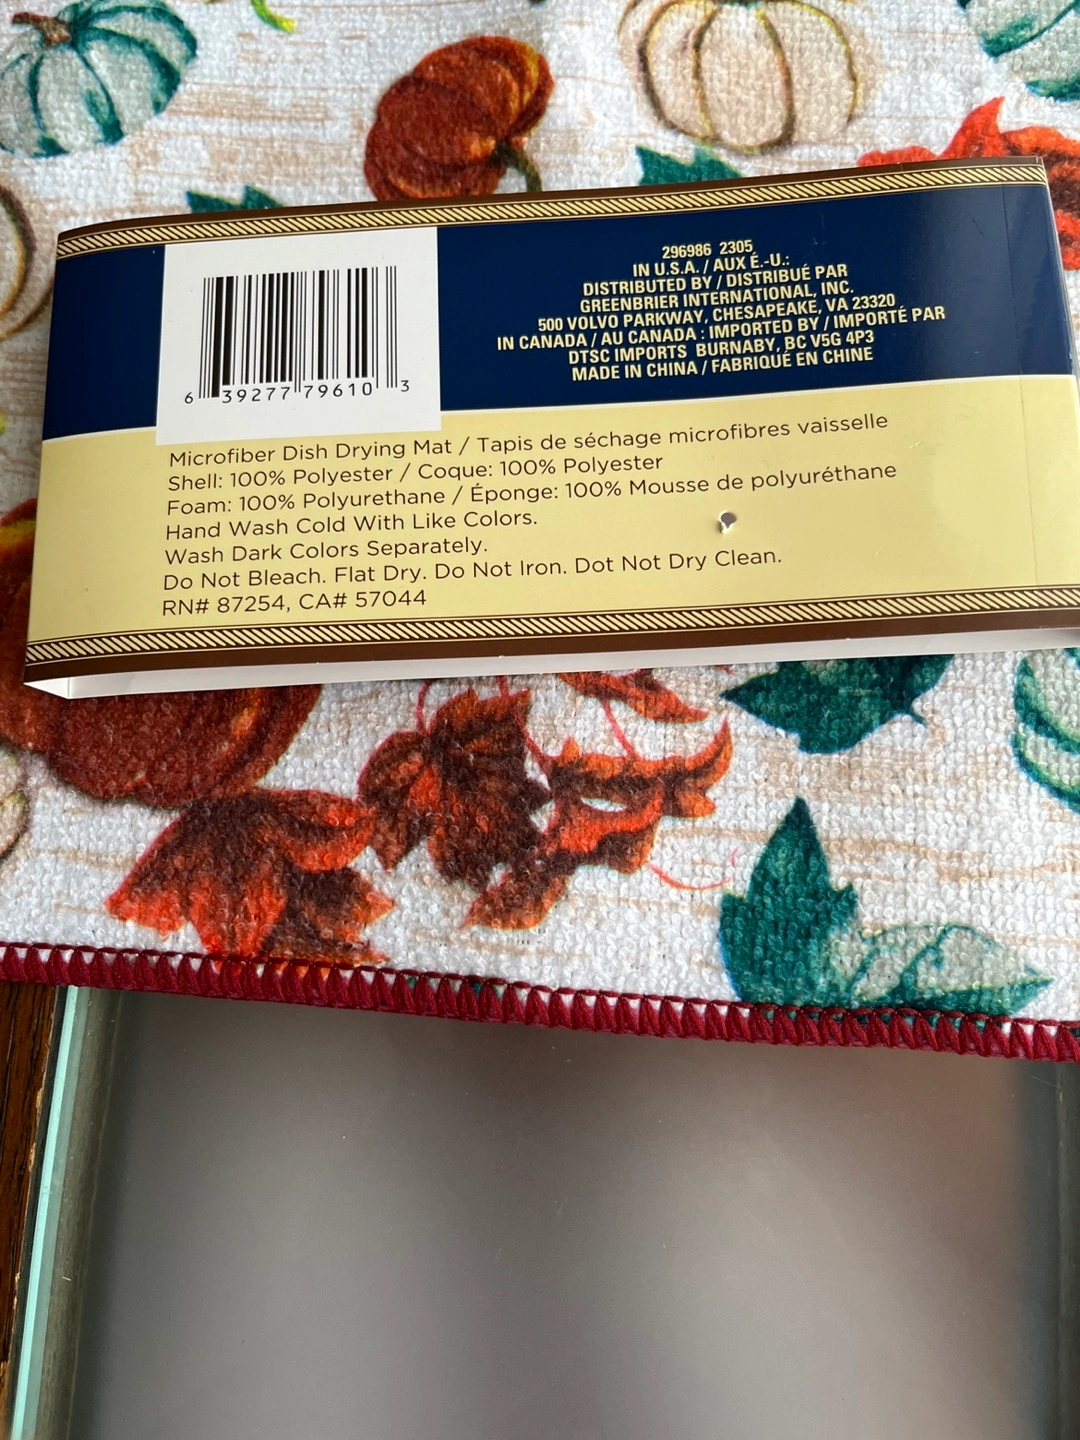 296986 2305
IN U.S.A. / AUX É.-U.:
DISTRIBUTED BY / DISTRIBUÉ PAR
GREENBRIER INTERNATIONAL, INC.
500 VOLVO PARKWAY, CHESAPEAKE, VA 23320
IN CANADA / AU CANADA : IMPORTED BY / IMPORTÉ PAR
DTSC IMPORTS BURNABY, BC V5G 4P3
MADE IN CHINA / FABRIQUÉ EN CHINE
6 39277 79610 3
Microfiber Dish Drying Mat / Tapis de séchage microfibres vaisselle
Shell: 100% Polyester / Coque: 100% Polyester
Foam: 100% Polyurethane / Éponge: 100% Mousse de polyuréthane
Hand Wash Cold With Like Colors.
Wash Dark Colors Separately.
Do Not Bleach. Flat Dry. Do Not Iron. Dot Not Dry Clean.
RN# 87254, CA# 57044